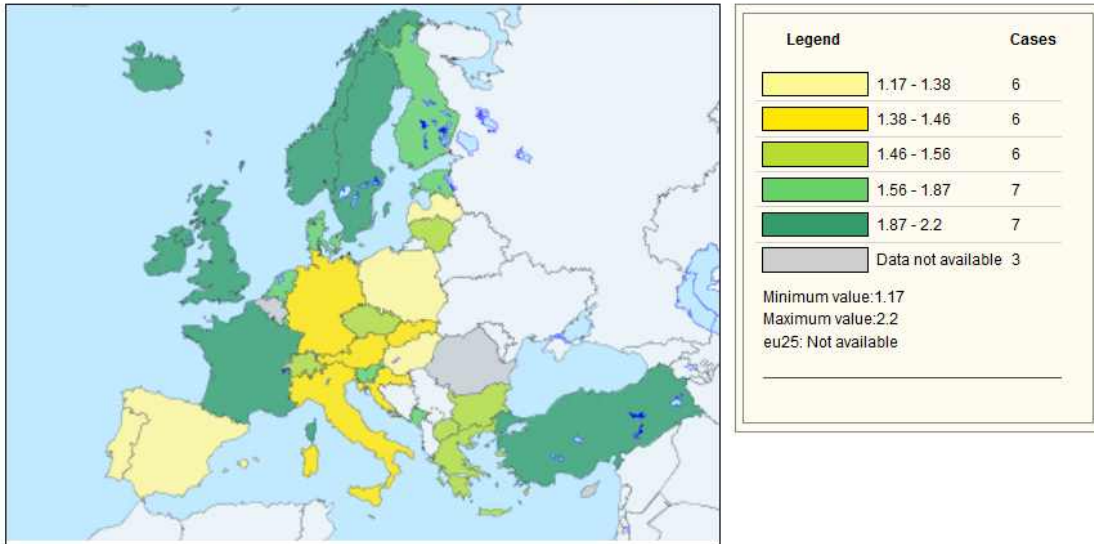 Legend Cases
1.17 - 1.38 6
1.38 - 1.46 6
1.46 - 1.56 6
1.56 - 1.87 7
1.87 - 2.2 7
Data not available 3
Minimum value:1.17
Maximum value:2.2
eu25: Not available